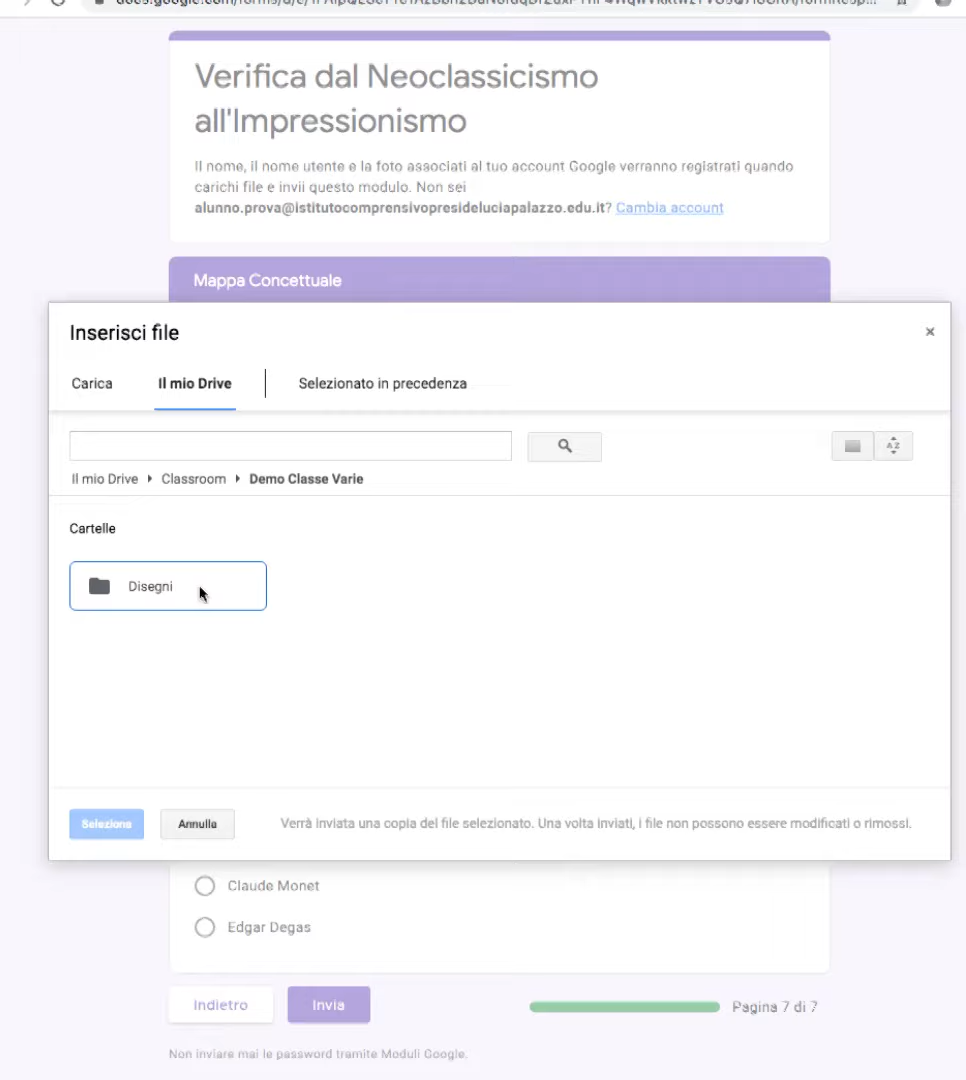 Verifica dal Neoclassicismo
all'Impressionismo
Il nome, il nome utente e la foto associati al tuo account Google verranno registrati quando
carichi file e invii questo modulo. Non sei
alunno.prova@istitutocomprensivopresideluciapalazzo.edu.it? Cambia account
Mappa Concettuale
Inserisci file
Carica
Il mio Drive
Selezionato in precedenza
Il mio Drive
Classroom
Demo Classe Varie
Cartelle
Disegni
Seleziona
Annulla
Verrà inviata una copia del file selezionato. Una volta inviati, i file non possono essere modificati o rimossi.
Claude Monet
Edgar Degas
Indietro
Invia
Pagina 7 di 7
Non inviare mai le password tramite Moduli Google.